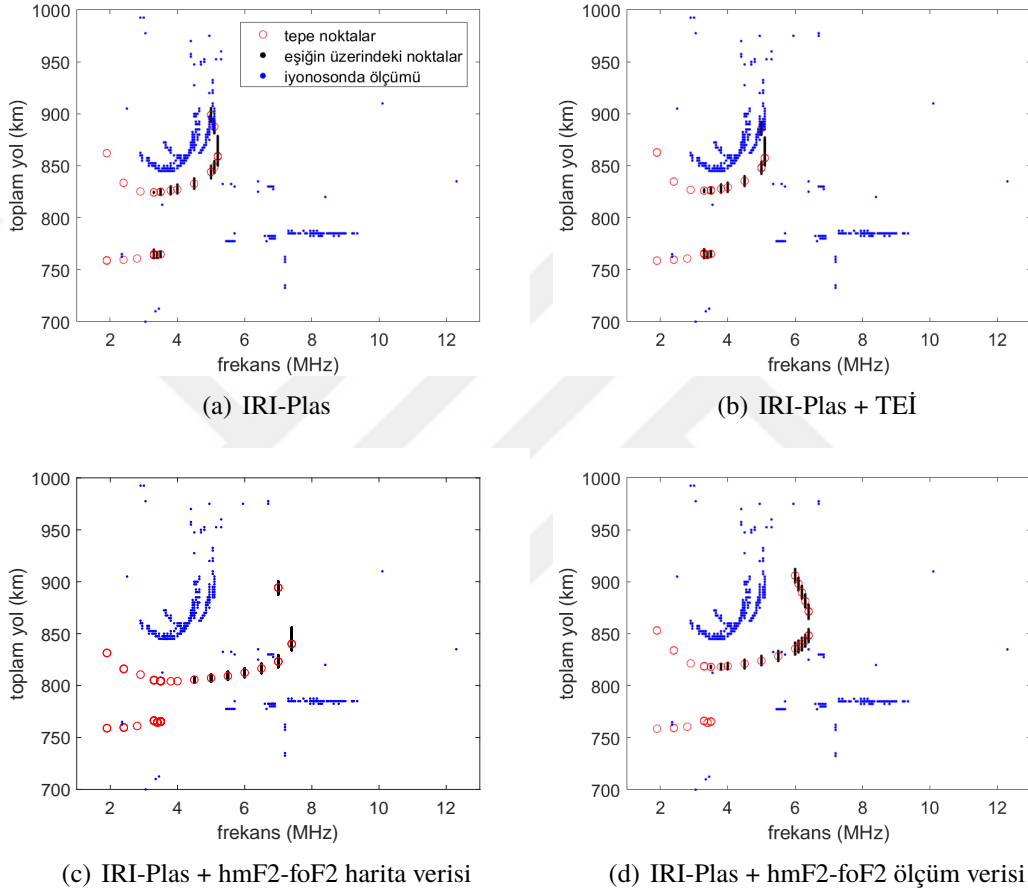 1000
950
900
850
800
750
700
toplam yol (km)
2 4 6 8 10 12
frekans (MHz)
tepe noktalar
eşiğin üzerindeki noktalar
iyonosonda ölçümü
(a) IRI-Plas
1000
950
900
850
800
750
700
toplam yol (km)
2 4 6 8 10 12
frekans (MHz)
(b) IRI-Plas + TEİ
1000
950
900
850
800
750
700
toplam yol (km)
2 4 6 8 10 12
frekans (MHz)
(c) IRI-Plas + hmF2-foF2 harita verisi
1000
950
900
850
800
750
700
toplam yol (km)
2 4 6 8 10 12
frekans (MHz)
(d) IRI-Plas + hmF2-foF2 ölçüm verisi